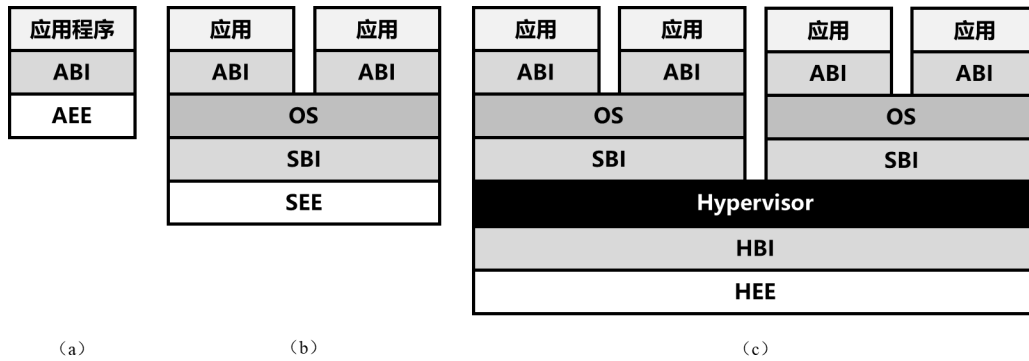 应用程序
ABI
AEE
(a)
应用 应用
ABI ABI
OS
SBI
SEE
(b)
应用 应用 应用 应用
ABI ABI ABI ABI
OS OS
SBI SBI
Hypervisor
HBI
HEE
(c)